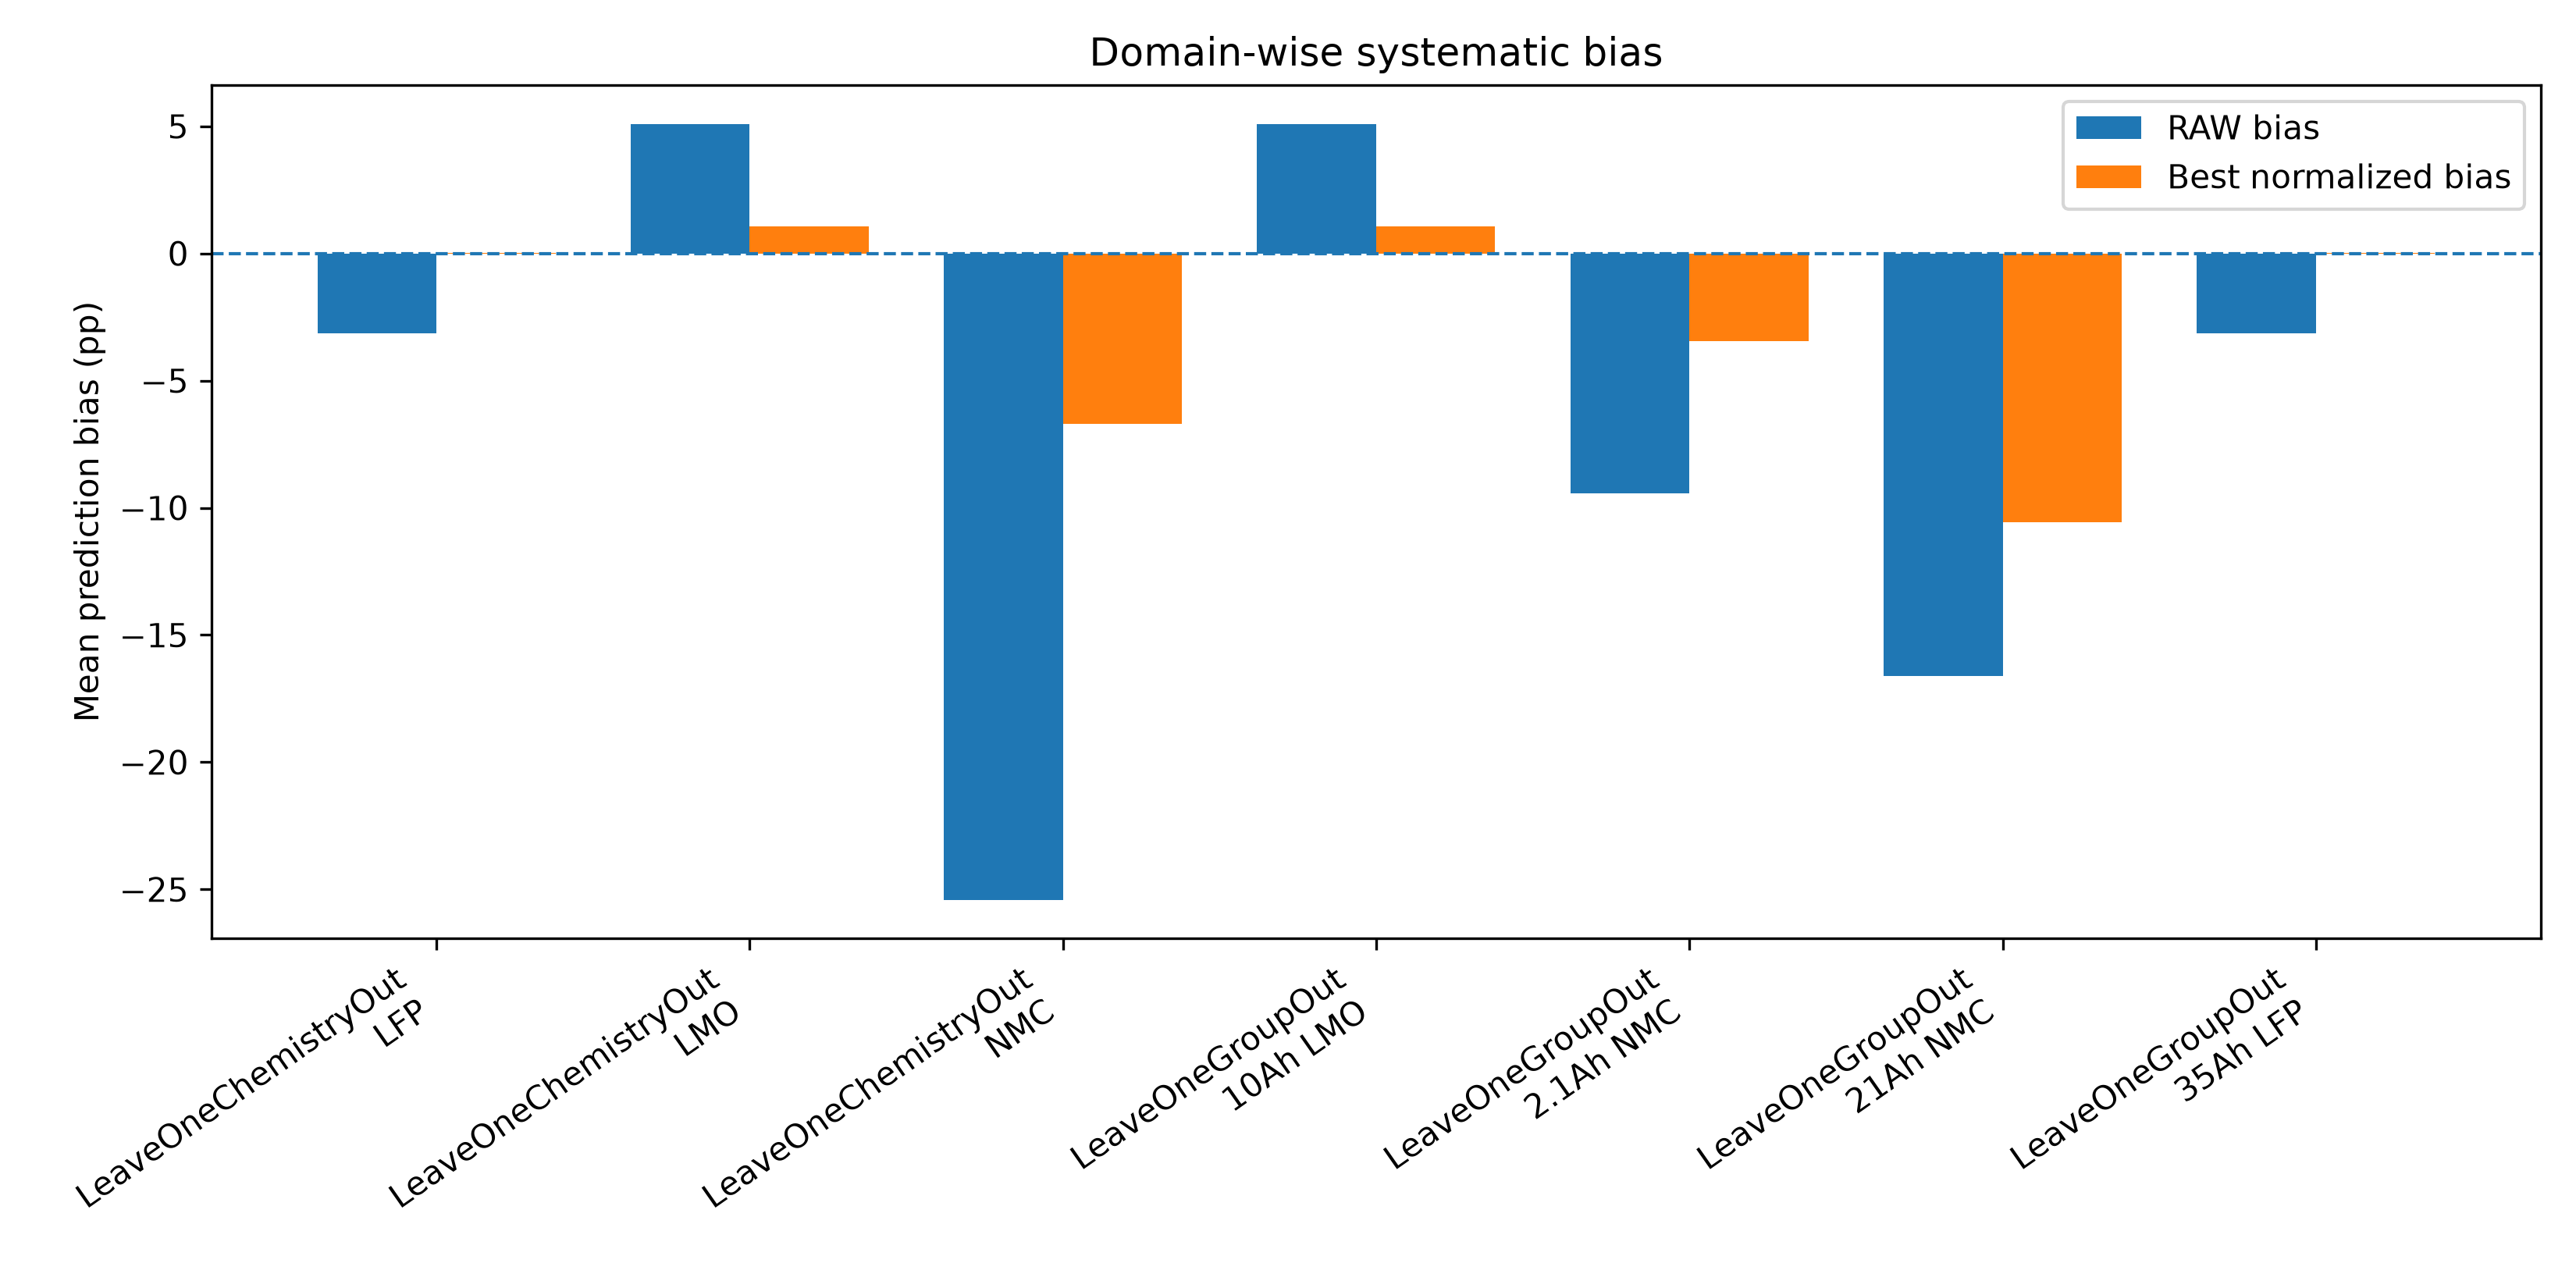 Domain-wise systematic bias
RAW bias
Best normalized bias
Mean prediction bias (pp)
5
0
−5
−10
−15
−20
−25
LeaveOneChemistryOut
LFP
LeaveOneChemistryOut
LMO
LeaveOneChemistryOut
NMC
LeaveOneGroupOut
10Ah LMO
LeaveOneGroupOut
2.1Ah NMC
LeaveOneGroupOut
21Ah NMC
LeaveOneGroupOut
35Ah LFP